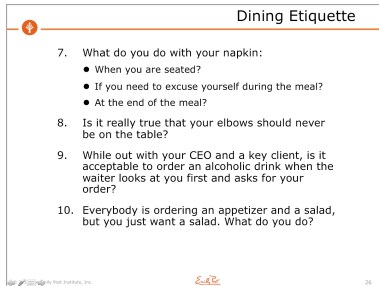 Dining Etiquette
7. What do you do with your napkin:
● When you are seated?
● If you need to excuse yourself during the meal?
● At the end of the meal?
8. Is it really true that your elbows should never
be on the table?
9. While out with your CEO and a key client, is it
acceptable to order an alcoholic drink when the
waiter looks at you first and asks for your
order?
10. Everybody is ordering an appetizer and a salad,
but you just want a salad. What do you do?
Post Institute, Inc.
26